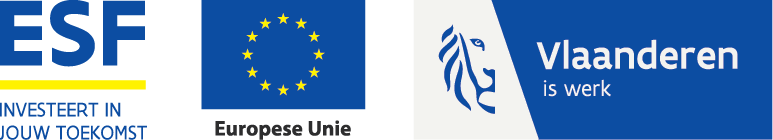 ESF
INVESTEERT IN
JOUW TOEKOMST
Europese Unie
Vlaanderen
is werk